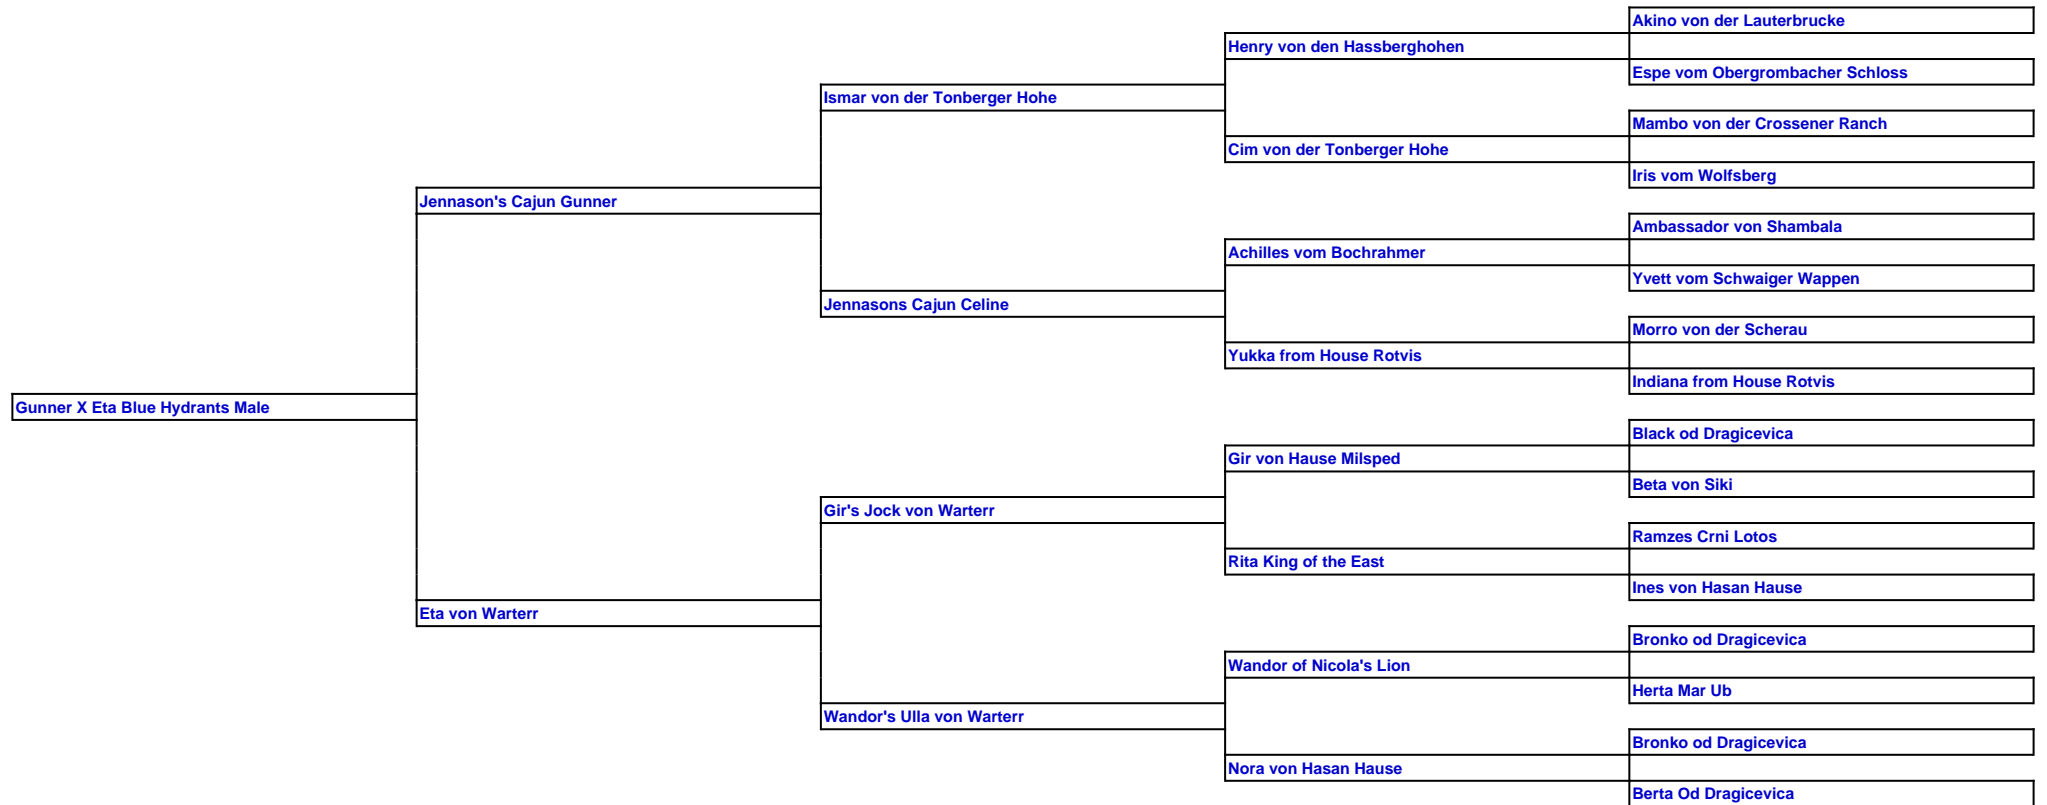 Akino von der Lauterbrucke
Henry von den Hassberghohen
Espe vom Obergrombacher Schloss
Ismar von der Tonberger Hohe
Mambo von der Crossener Ranch
Cim von der Tonberger Hohe
Iris vom Wolfsberg
Jennason's Cajun Gunner
Ambassador von Shambala
Achilles vom Bochrahmer
Yvett vom Schwaiger Wappen
Jennasons Cajun Celine
Morro von der Scherau
Yukka from House Rotvis
Indiana from House Rotvis
Gunner X Eta Blue Hydrants Male
Black od Dragicevica
Gir von Hause Milsped
Beta von Siki
Gir's Jock von Warterr
Ramzes Crni Lotos
Rita King of the East
Ines von Hasan Hause
Eta von Warterr
Bronko od Dragicevica
Wandor of Nicola's Lion
Herta Mar Ub
Wandor's Ulla von Warterr
Bronko od Dragicevica
Nora von Hasan Hause
Berta Od Dragicevica